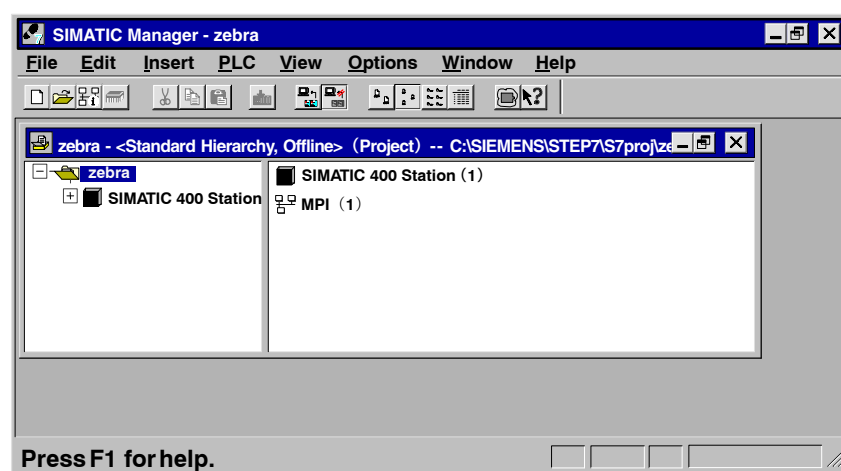 SIMATIC Manager - zebra
File Edit Insert PLC View Options Window Help
zebra - <Standard Hierarchy, Offline>（Project）-- C:\SIEMENS\STEP7\S7proj\ze
zebra
SIMATIC 400 Station
SIMATIC 400 Station（1）
MPI（1）
Press F1 for help.